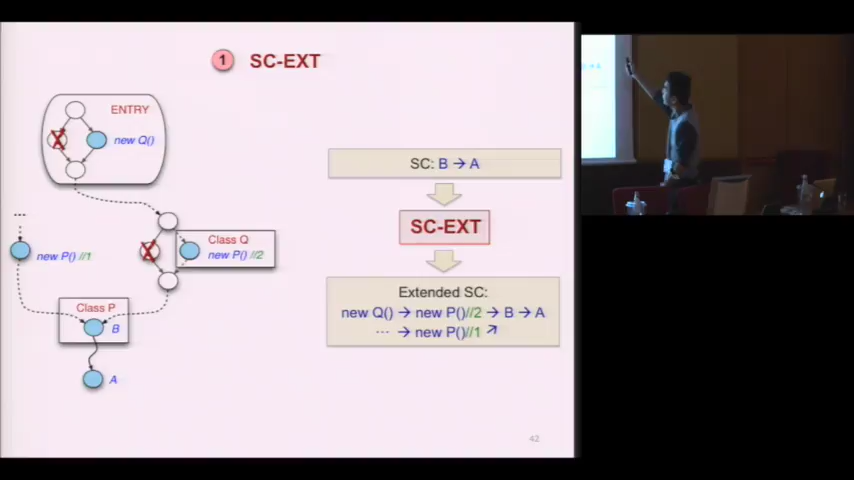 1 SC-EXT
ENTRY
new Q()
SC: B → A
SC-EXT
...
Class Q
new P() //1
new P() //2
Class P
B
A
Extended SC:
new Q() → new P()//2 → B → A
... → new P()//1 ↗
42